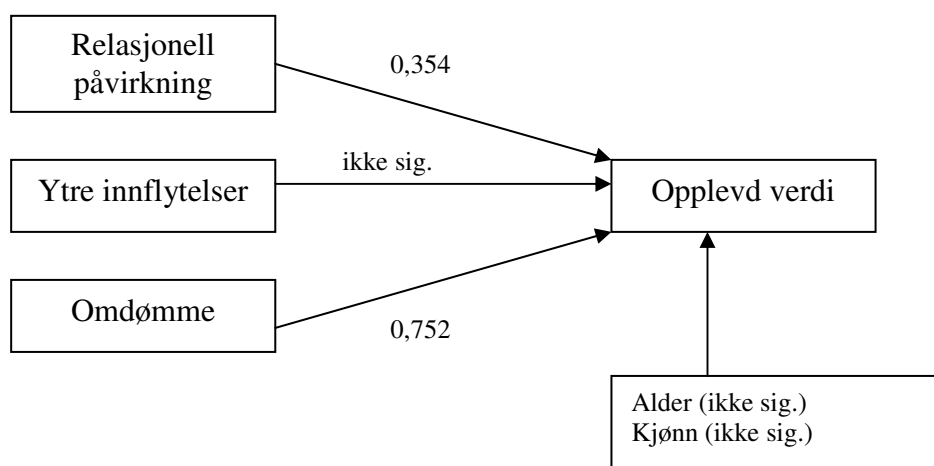 Relasjonell
påvirkning
0,354
Ytre innflytelser
ikke sig.
Opplevd verdi
Omdømme
0,752
Alder (ikke sig.)
Kjønn (ikke sig.)